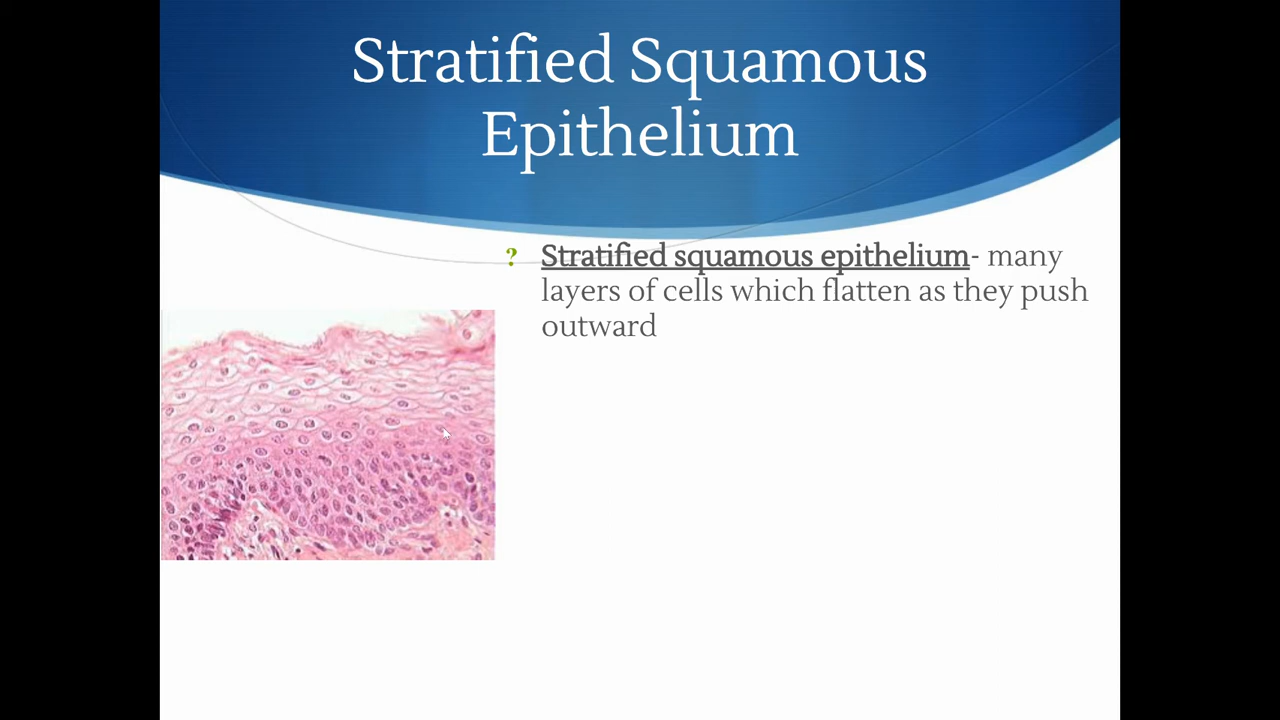 Stratified Squamous
Epithelium
? Stratified squamous epithelium- many
layers of cells which flatten as they push
outward